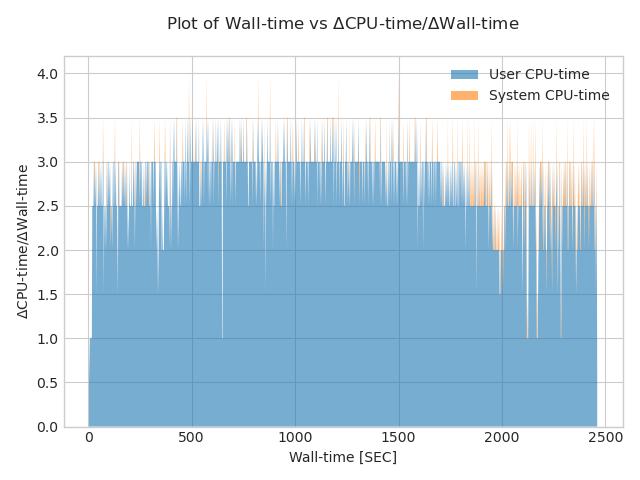 Plot of Wall-time vs ΔCPU-time/ΔWall-time
User CPU-time
System CPU-time
4.0
3.5
3.0
2.5
2.0
1.5
1.0
0.5
0.0
ΔCPU-time/ΔWall-time
0 500 1000 1500 2000 2500
Wall-time [SEC]